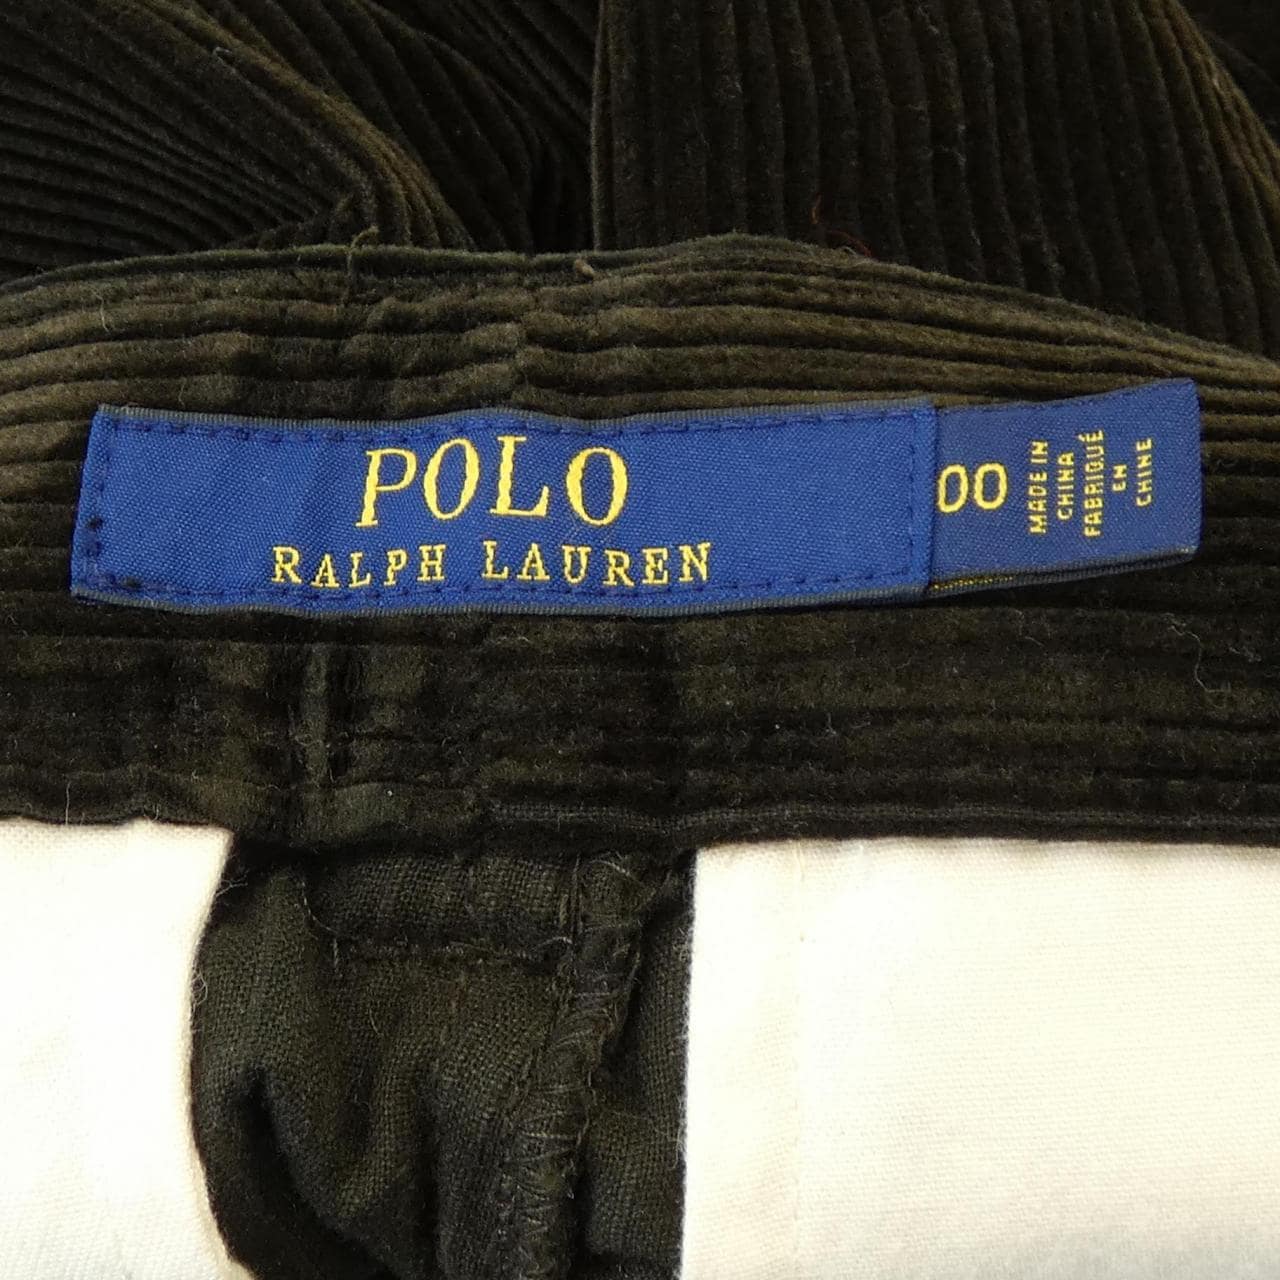 POLO
RALPH LAUREN
00
MADE IN
CHINA
FABRIQUÉ
EN
CHINE